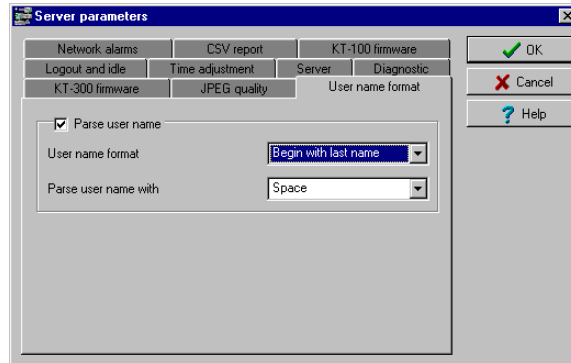 Server parameters
Network alarms CSV report KT-100 firmware
Logout and idle Time adjustment Server Diagnostic
KT-300 firmware JPEG quality User name format
Parse user name
User name format Begin with last name
Parse user name with Space
OK
Cancel
Help